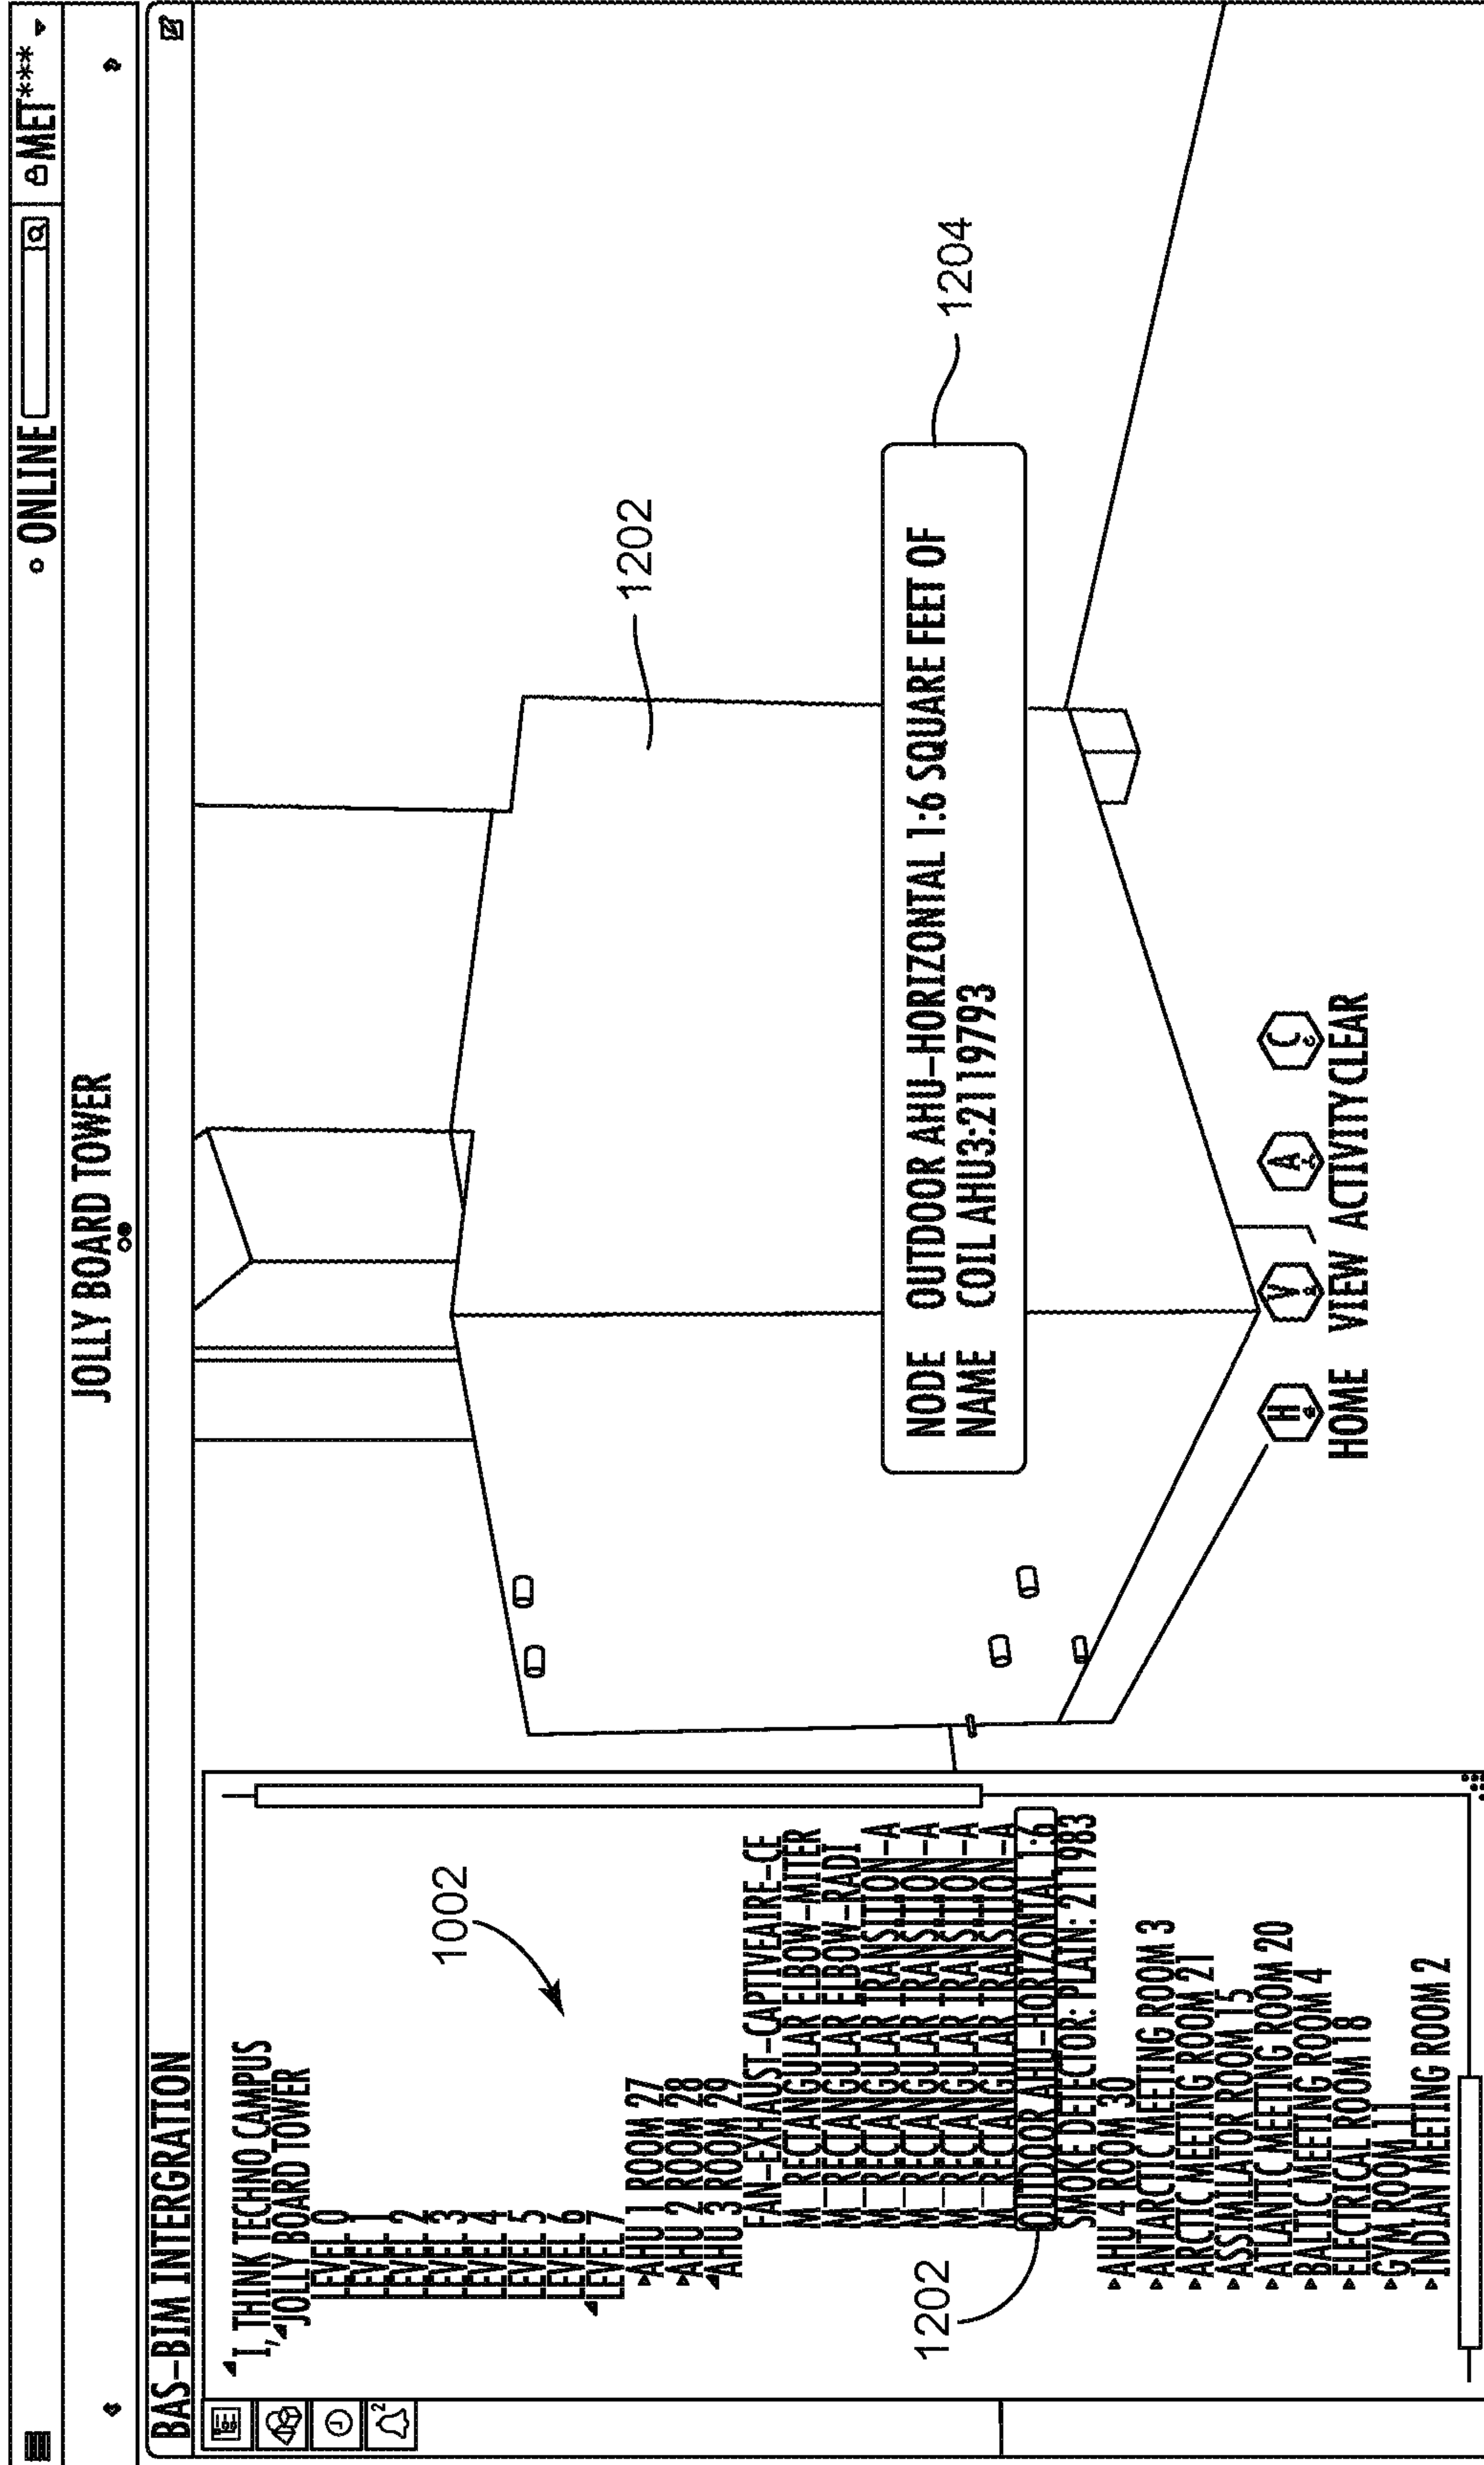 ONLINE
MET***
JOLLY BOARD TOWER
BAS-BIM INTERGRATION
I, THINK TECHNO CAMPUS
JOLLY BOARD TOWER
LEVEL 0
LEVEL 1
LEVEL 2
LEVEL 3
LEVEL 4
LEVEL 5
LEVEL 6
LEVEL 7
AHU 1 ROOM 27
AHU 2 ROOM 28
AHU 3 ROOM 29
FAN-EXHAUST-CAPTIVEAIRE-CE
M_RECTANGULAR ELBOW-MITER
M_RECTANGULAR ELBOW-RADI
M_RECTANGULAR TRANSITION-A
M_RECTANGULAR TRANSITION-A
M_RECTANGULAR TRANSITION-A
M_RECTANGULAR TRANSITION-A
OUTDOOR AHU-HORIZONTAL 1:6
SMOKE DETECTOR: PLAIN: 211983
AHU 4 ROOM 30
ANTARCTIC MEETING ROOM 3
ARCTIC MEETING ROOM 21
ASSIMILATOR ROOM 15
ATLANTIC MEETING ROOM 20
BALTIC MEETING ROOM 4
ELECTRICAL ROOM 18
GYM ROOM 11
INDIAN MEETING ROOM 2
1002
1202
2
1202
1204
NODE OUTDOOR AHU-HORIZONTAL 1:6 SQUARE FEET OF
NAME COIL AHU3:2119793
H V A C
HOME VIEW ACTIVITY CLEAR